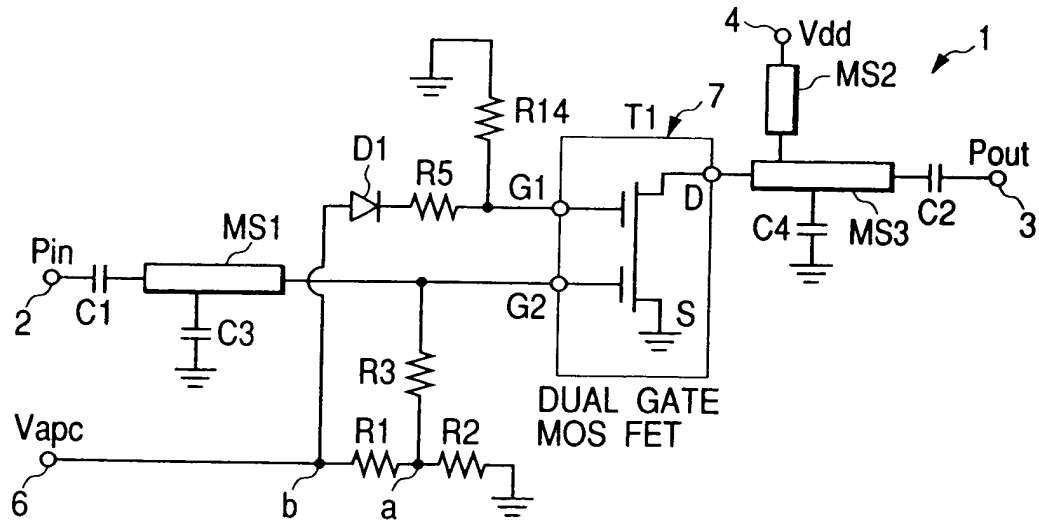 4 Vdd 1
MS2
R14 T1 7
D1 R5 G1 D Pout
C4 MS3 C2 3
Pin MS1
2 C1 C3 G2 S
R3
DUAL GATE
MOS FET
Vapc R1 R2
6 b a